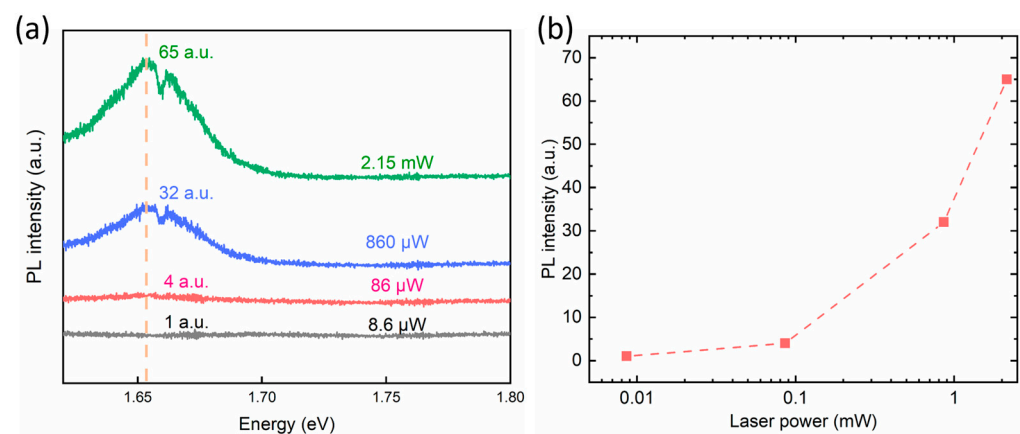 (a)
65 a.u.
2.15 mW
32 a.u.
860 µW
4 a.u.
86 µW
1 a.u.
8.6 µW
PL intensity (a.u.)
1.65
1.70
1.75
1.80
Energy (eV)
(b)
70
60
50
40
30
20
10
0
PL intensity (a.u.)
0.01
0.1
1
Laser power (mW)